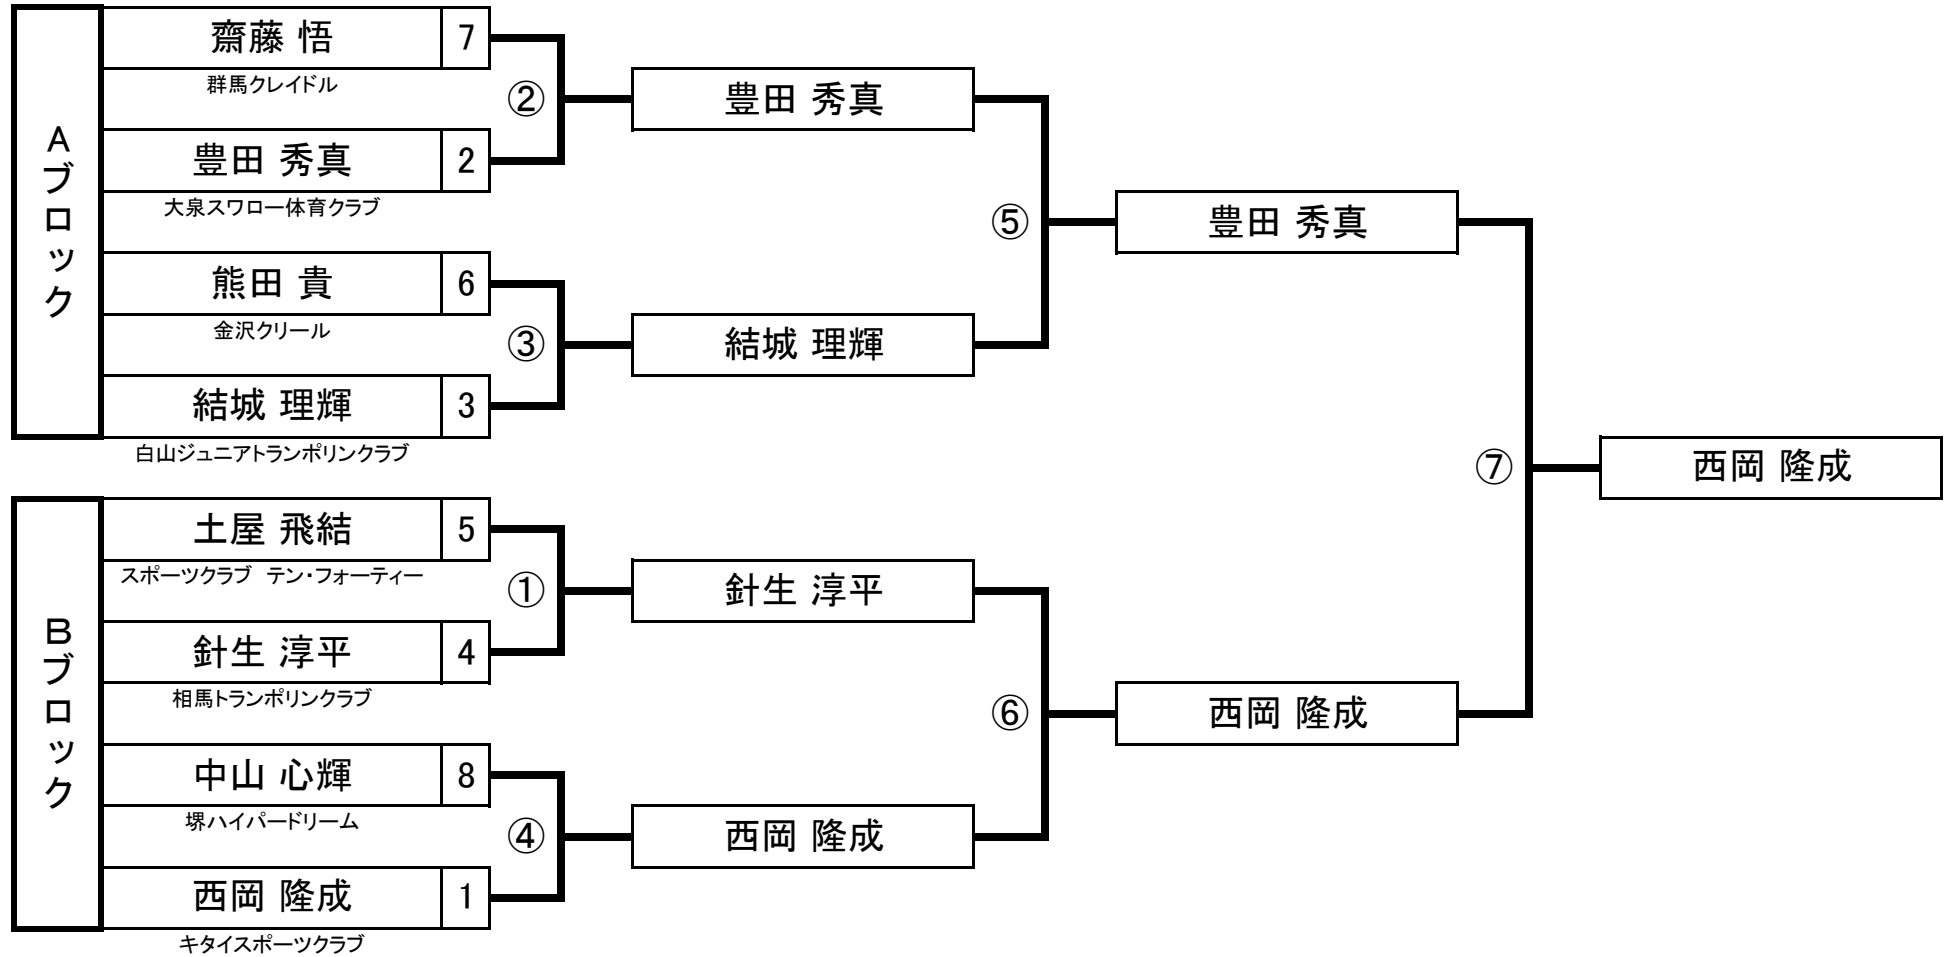 Aブロック
齋藤 悟 7
群馬クレイドル
②
豊田 秀真 2
大泉スワロー体育クラブ
熊田 貴 6
金沢クリール
③
結城 理輝 3
白山ジュニアトランポリンクラブ
Bブロック
土屋 飛結 5
スポーツクラブ テン・フォーティー
①
針生 淳平 4
相馬トランポリンクラブ
中山 心輝 8
堺ハイパードリーム
④
西岡 隆成 1
キタイスポーツクラブ
豊田 秀真
⑤
結城 理輝
針生 淳平
⑥
西岡 隆成
豊田 秀真
⑦
西岡 隆成
西岡 隆成